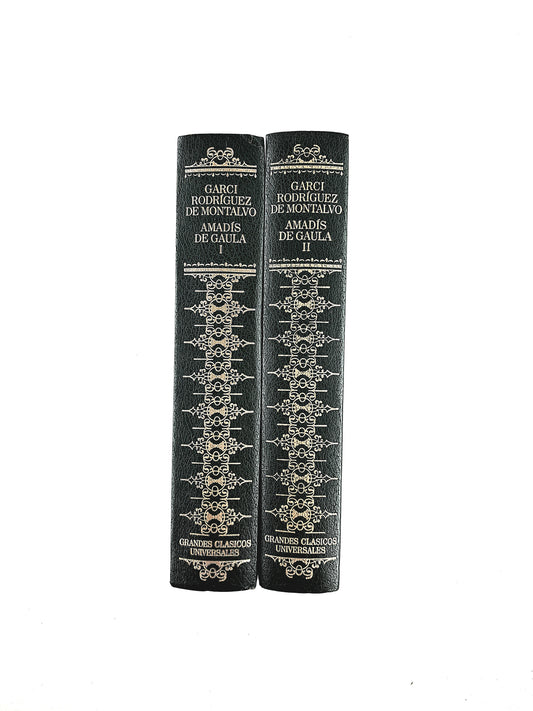 GARCI
RODRÍGUEZ
DE MONTALVO
AMADÍS
DE GAULA
I
GRANDES CLASICOS
UNIVERSALES
GARCI
RODRÍGUEZ
DE MONTALVO
AMADÍS
DE GAULA
II
GRANDES CLASICOS
UNIVERSALES